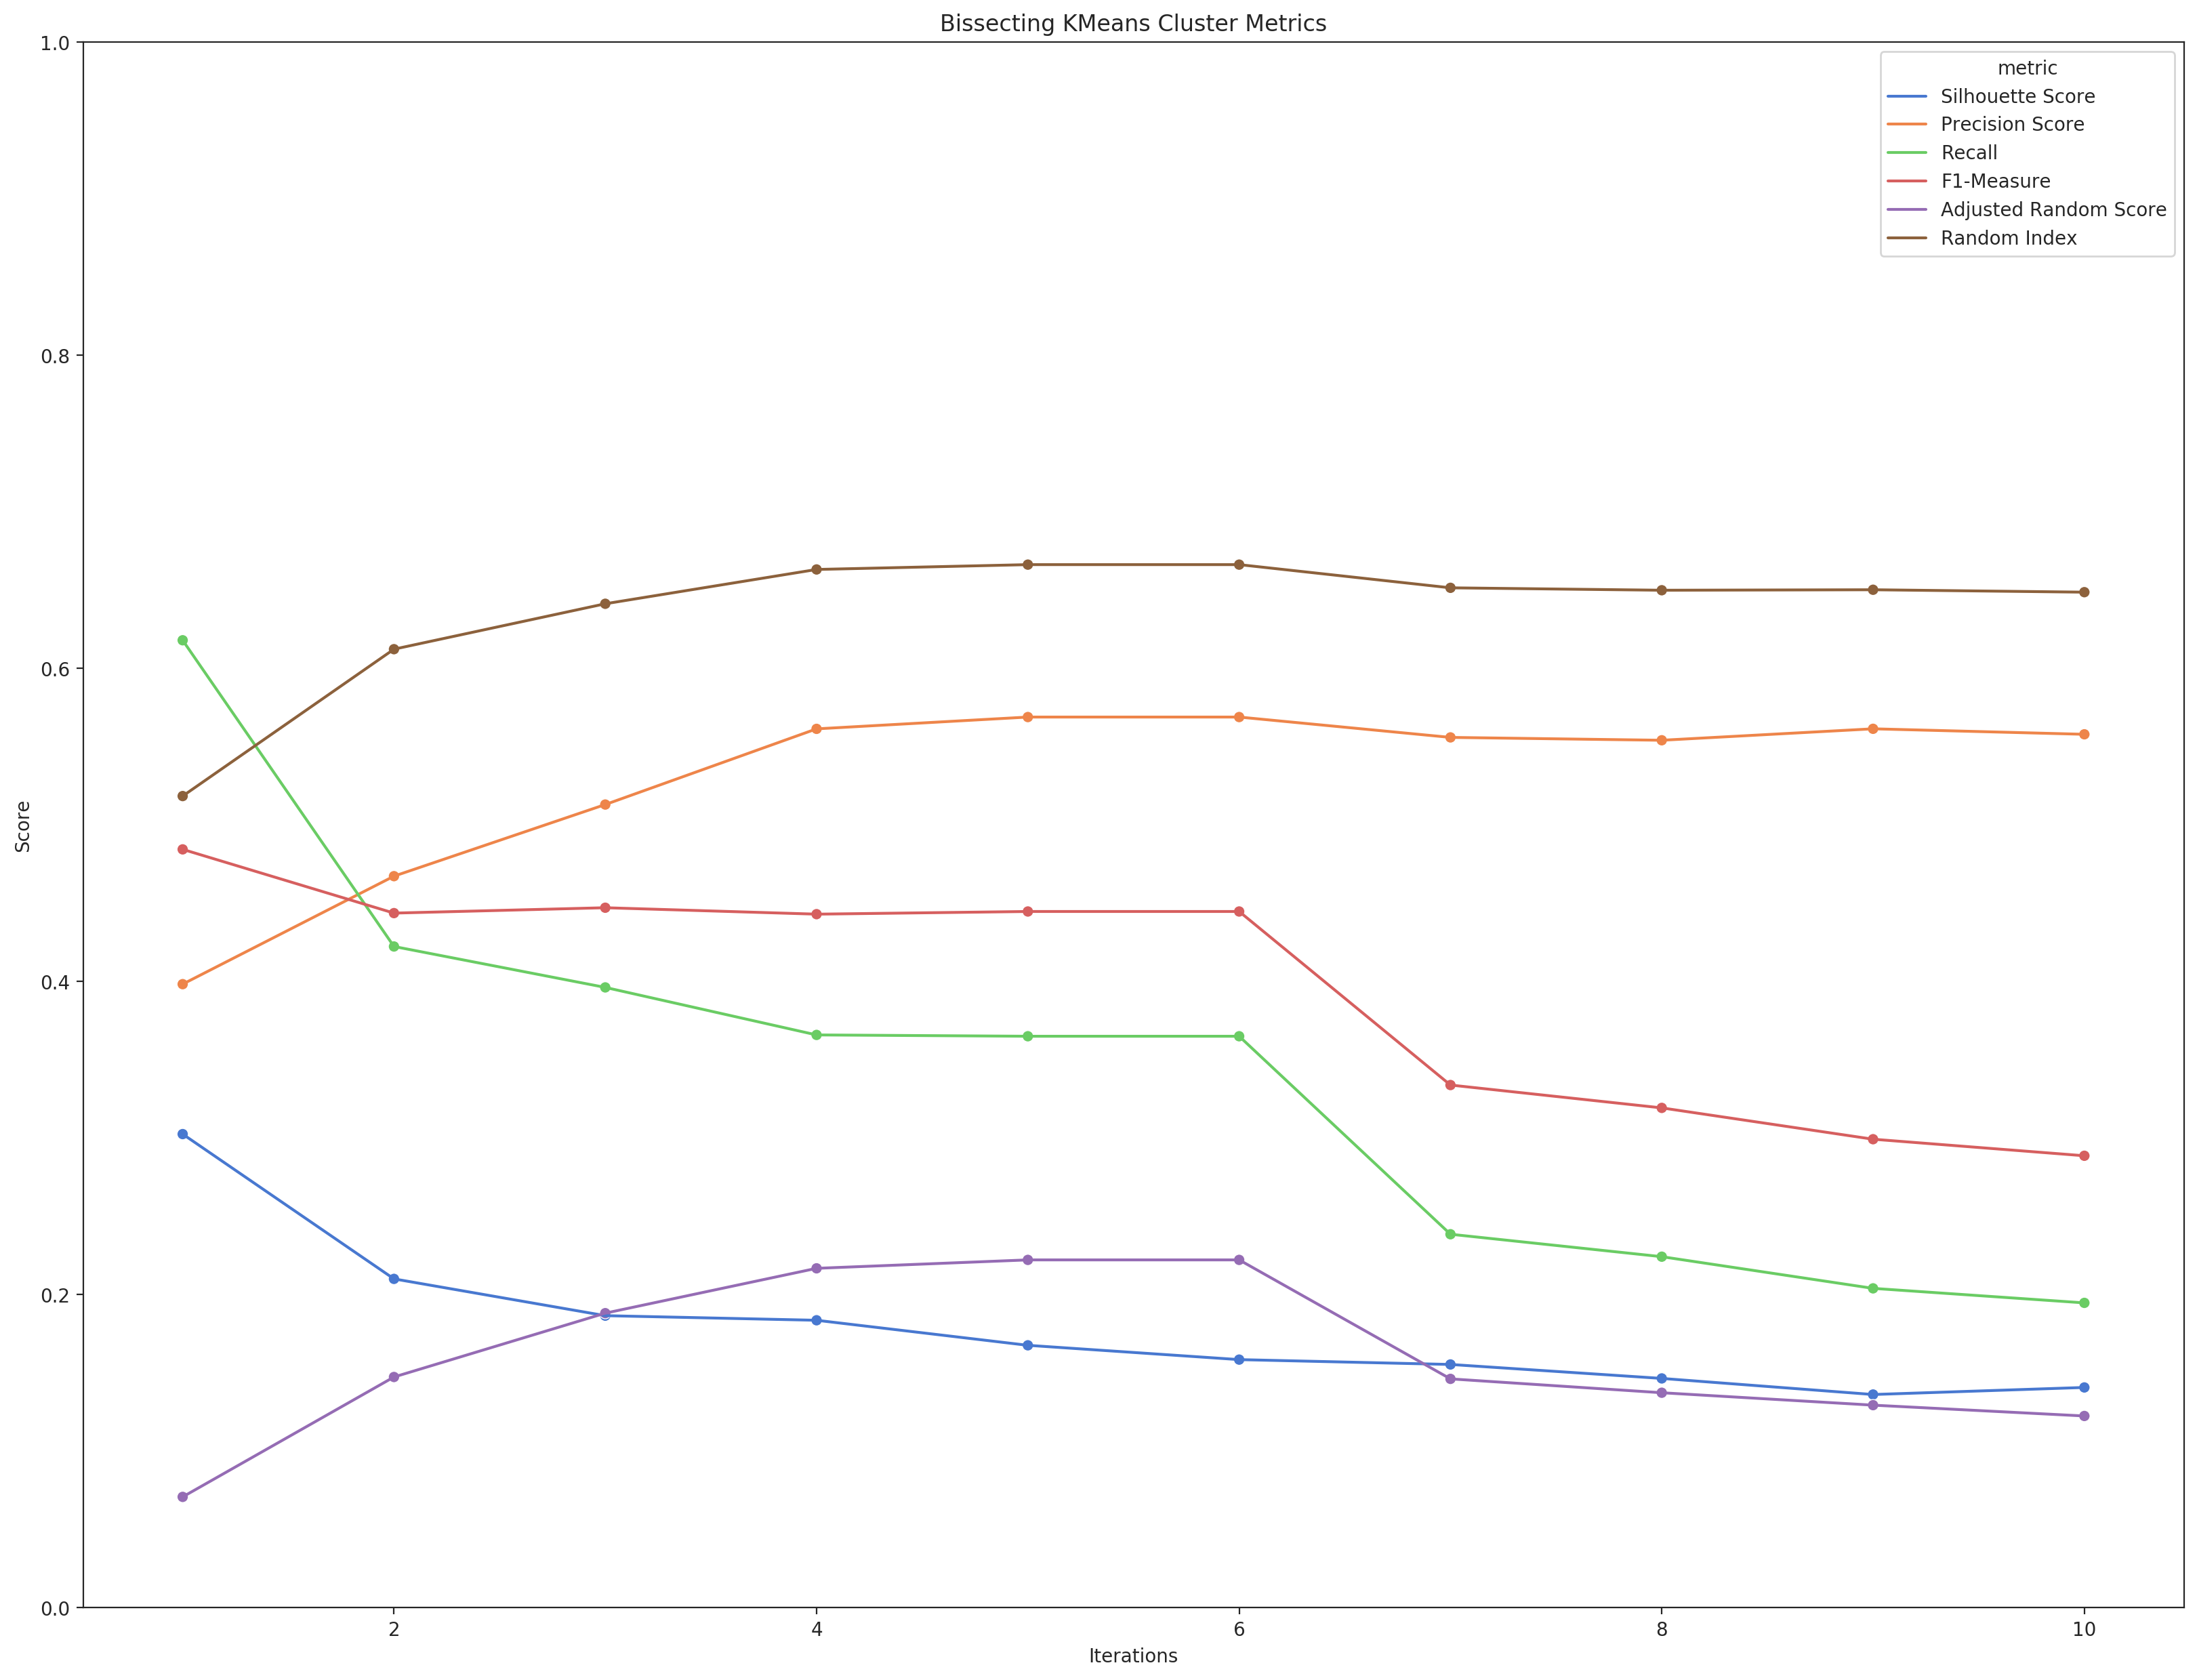 Bissecting KMeans Cluster Metrics
1.0
0.8
0.6
0.4
0.2
0.0
Score
metric
Silhouette Score
Precision Score
Recall
F1-Measure
Adjusted Random Score
Random Index
2
4
6
8
10
Iterations